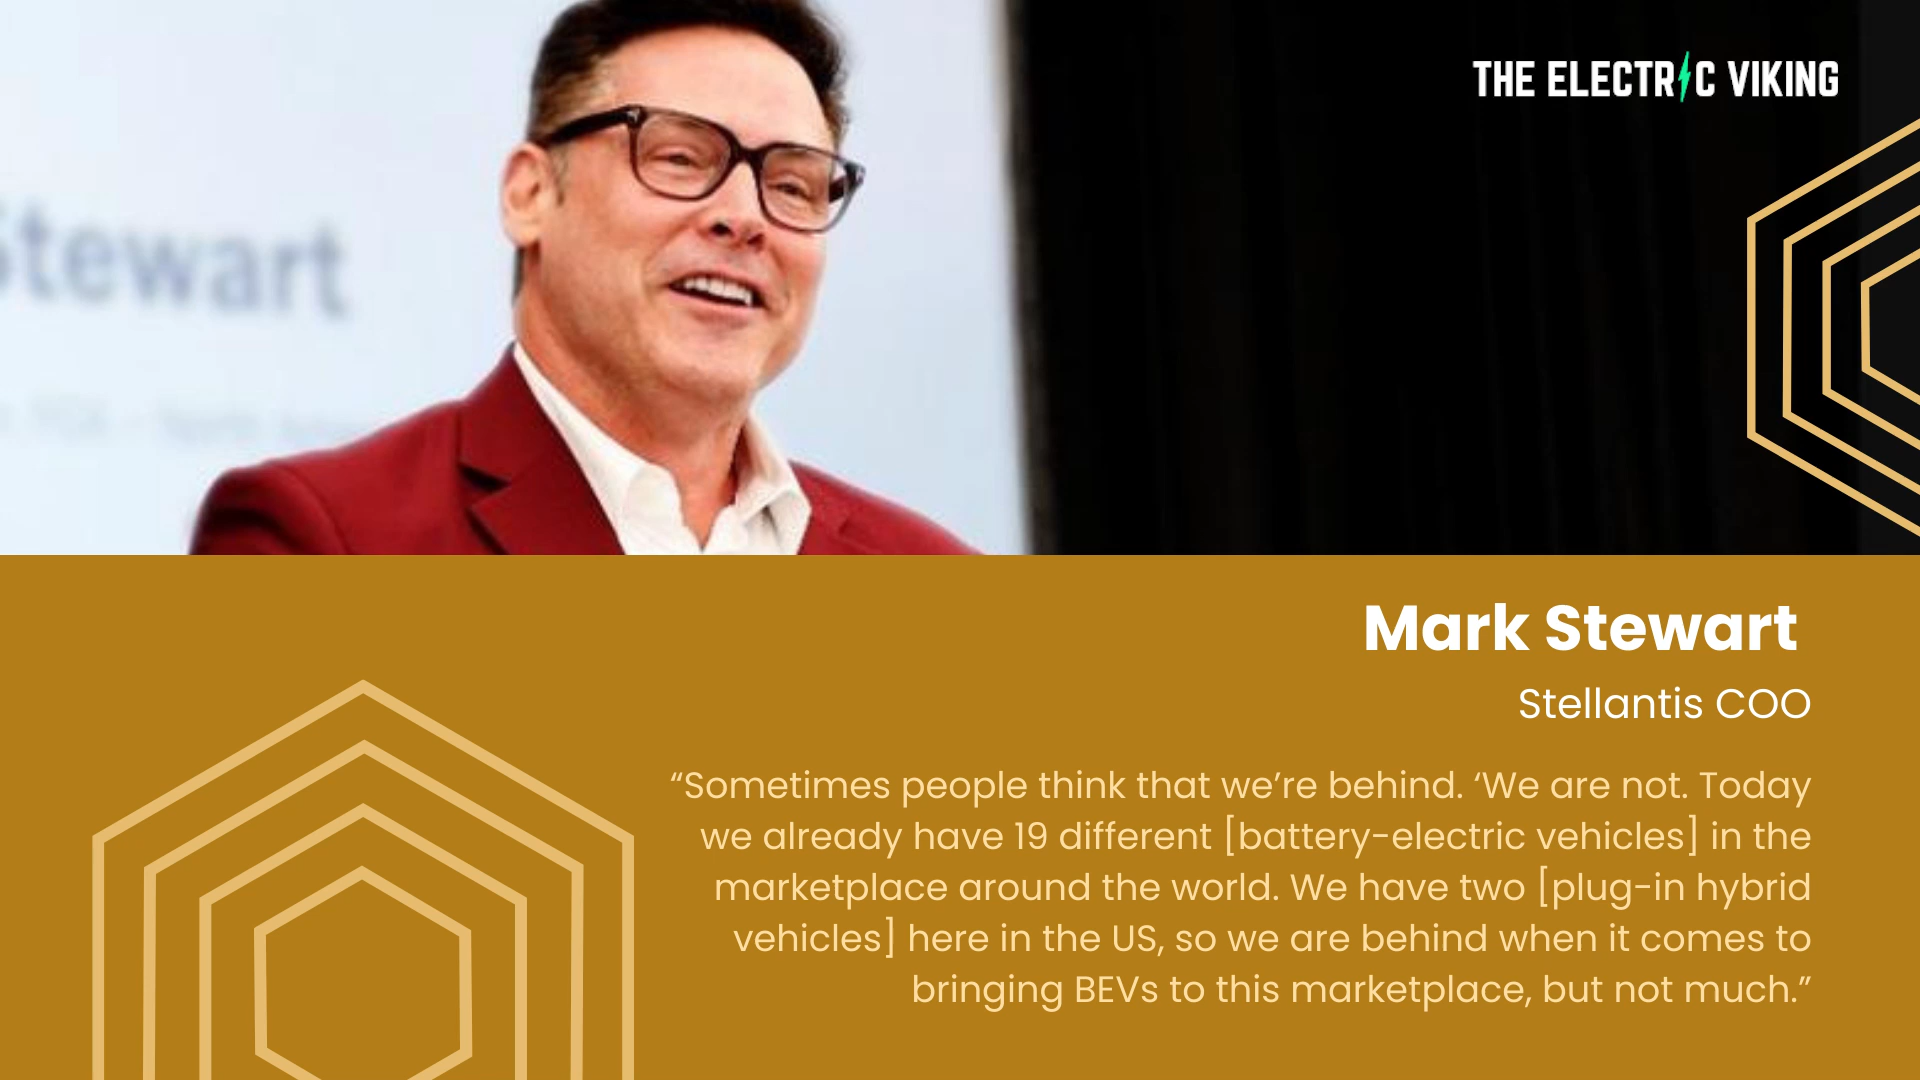 THE ELECTRIC VIKING
Stewart
Mark Stewart
Stellantis COO
“Sometimes people think that we’re behind. ‘We are not. Today
we already have 19 different [battery-electric vehicles] in the
marketplace around the world. We have two [plug-in hybrid
vehicles] here in the US, so we are behind when it comes to
bringing BEVs to this marketplace, but not much.”